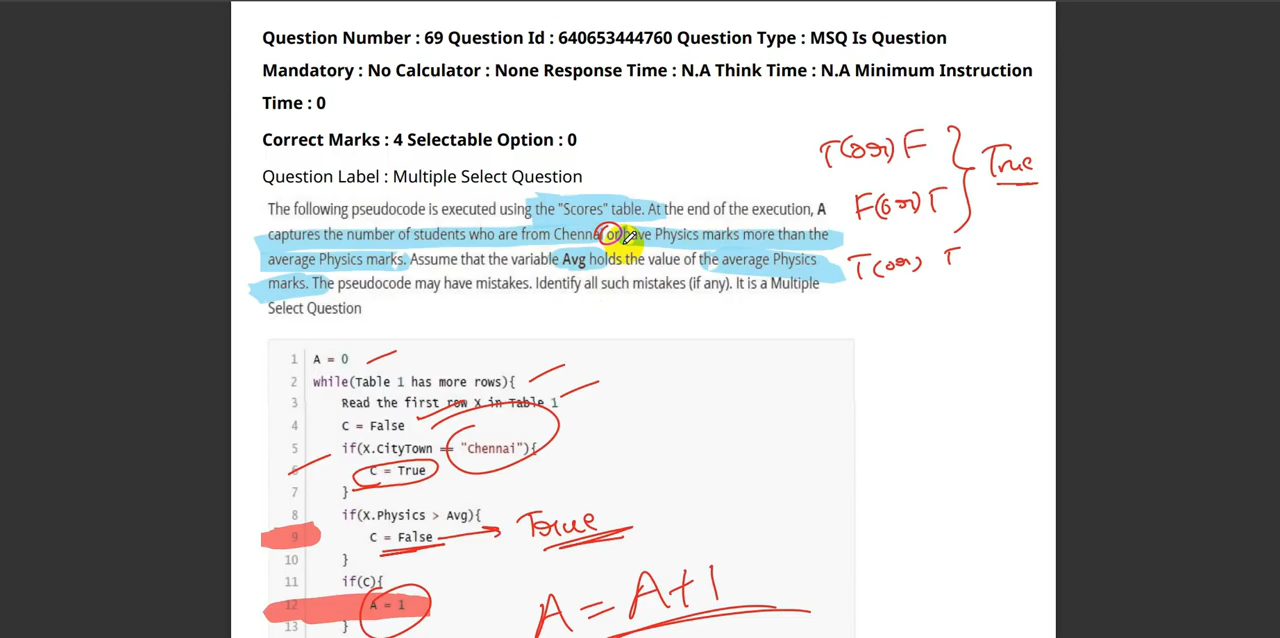 Question Number : 69 Question Id : 640653444760 Question Type : MSQ Is Question
Mandatory : No Calculator : None Response Time : N.A Think Time : N.A Minimum Instruction
Time : 0
Correct Marks : 4 Selectable Option : 0
Question Label : Multiple Select Question
T(or) F
F(or) T
True
T(or) T
The following pseudocode is executed using the "Scores" table. At the end of the execution, A
captures the number of students who are from Chennai or have Physics marks more than the
average Physics marks. Assume that the variable Avg holds the value of the average Physics
marks. The pseudocode may have mistakes. Identify all such mistakes (if any). It is a Multiple
Select Question
1 A = 0
2 while(Table 1 has more rows){
3 Read the first row X in Table 1
4 C = False
5 if(X.CityTown == "Chennai"){
6 C = True
7 }
8 if(X.Physics > Avg){
9 C = False True
10 }
11 if(C){
12 A = 1
A = A+1
13 }